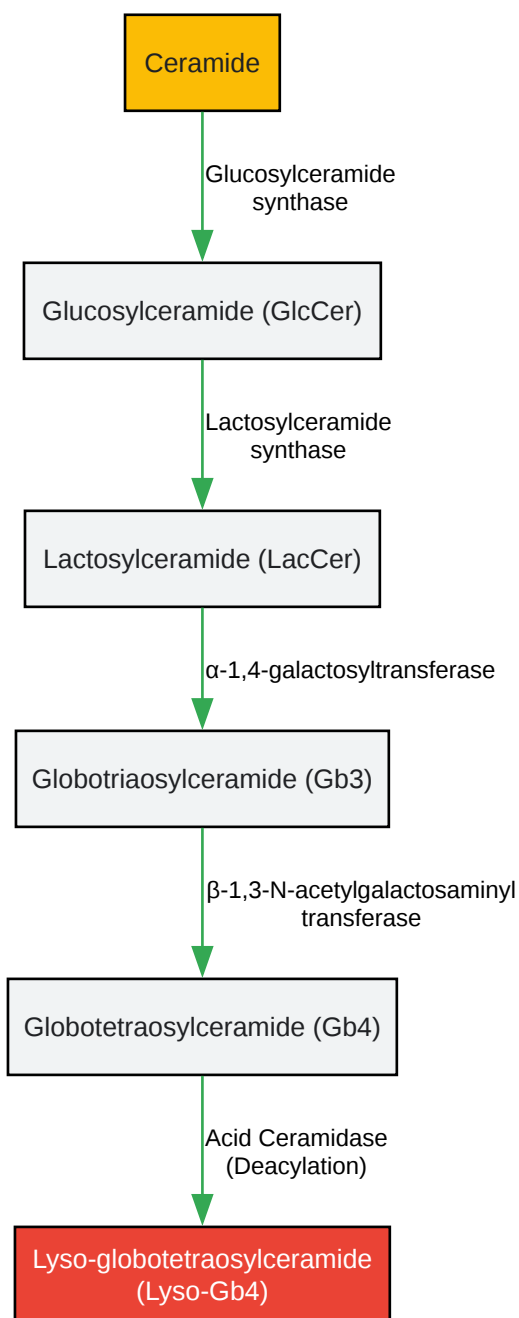 Ceramide
Glucosylceramide
synthase
Glucosylceramide (GlcCer)
Lactosylceramide
synthase
Lactosylceramide (LacCer)
α-1,4-galactosyltransferase
Globotriaosylceramide (Gb3)
β-1,3-N-acetylgalactosaminyl
transferase
Globotetraosylceramide (Gb4)
Acid Ceramidase
(Deacylation)
Lyso-globotetraosylceramide
(Lyso-Gb4)